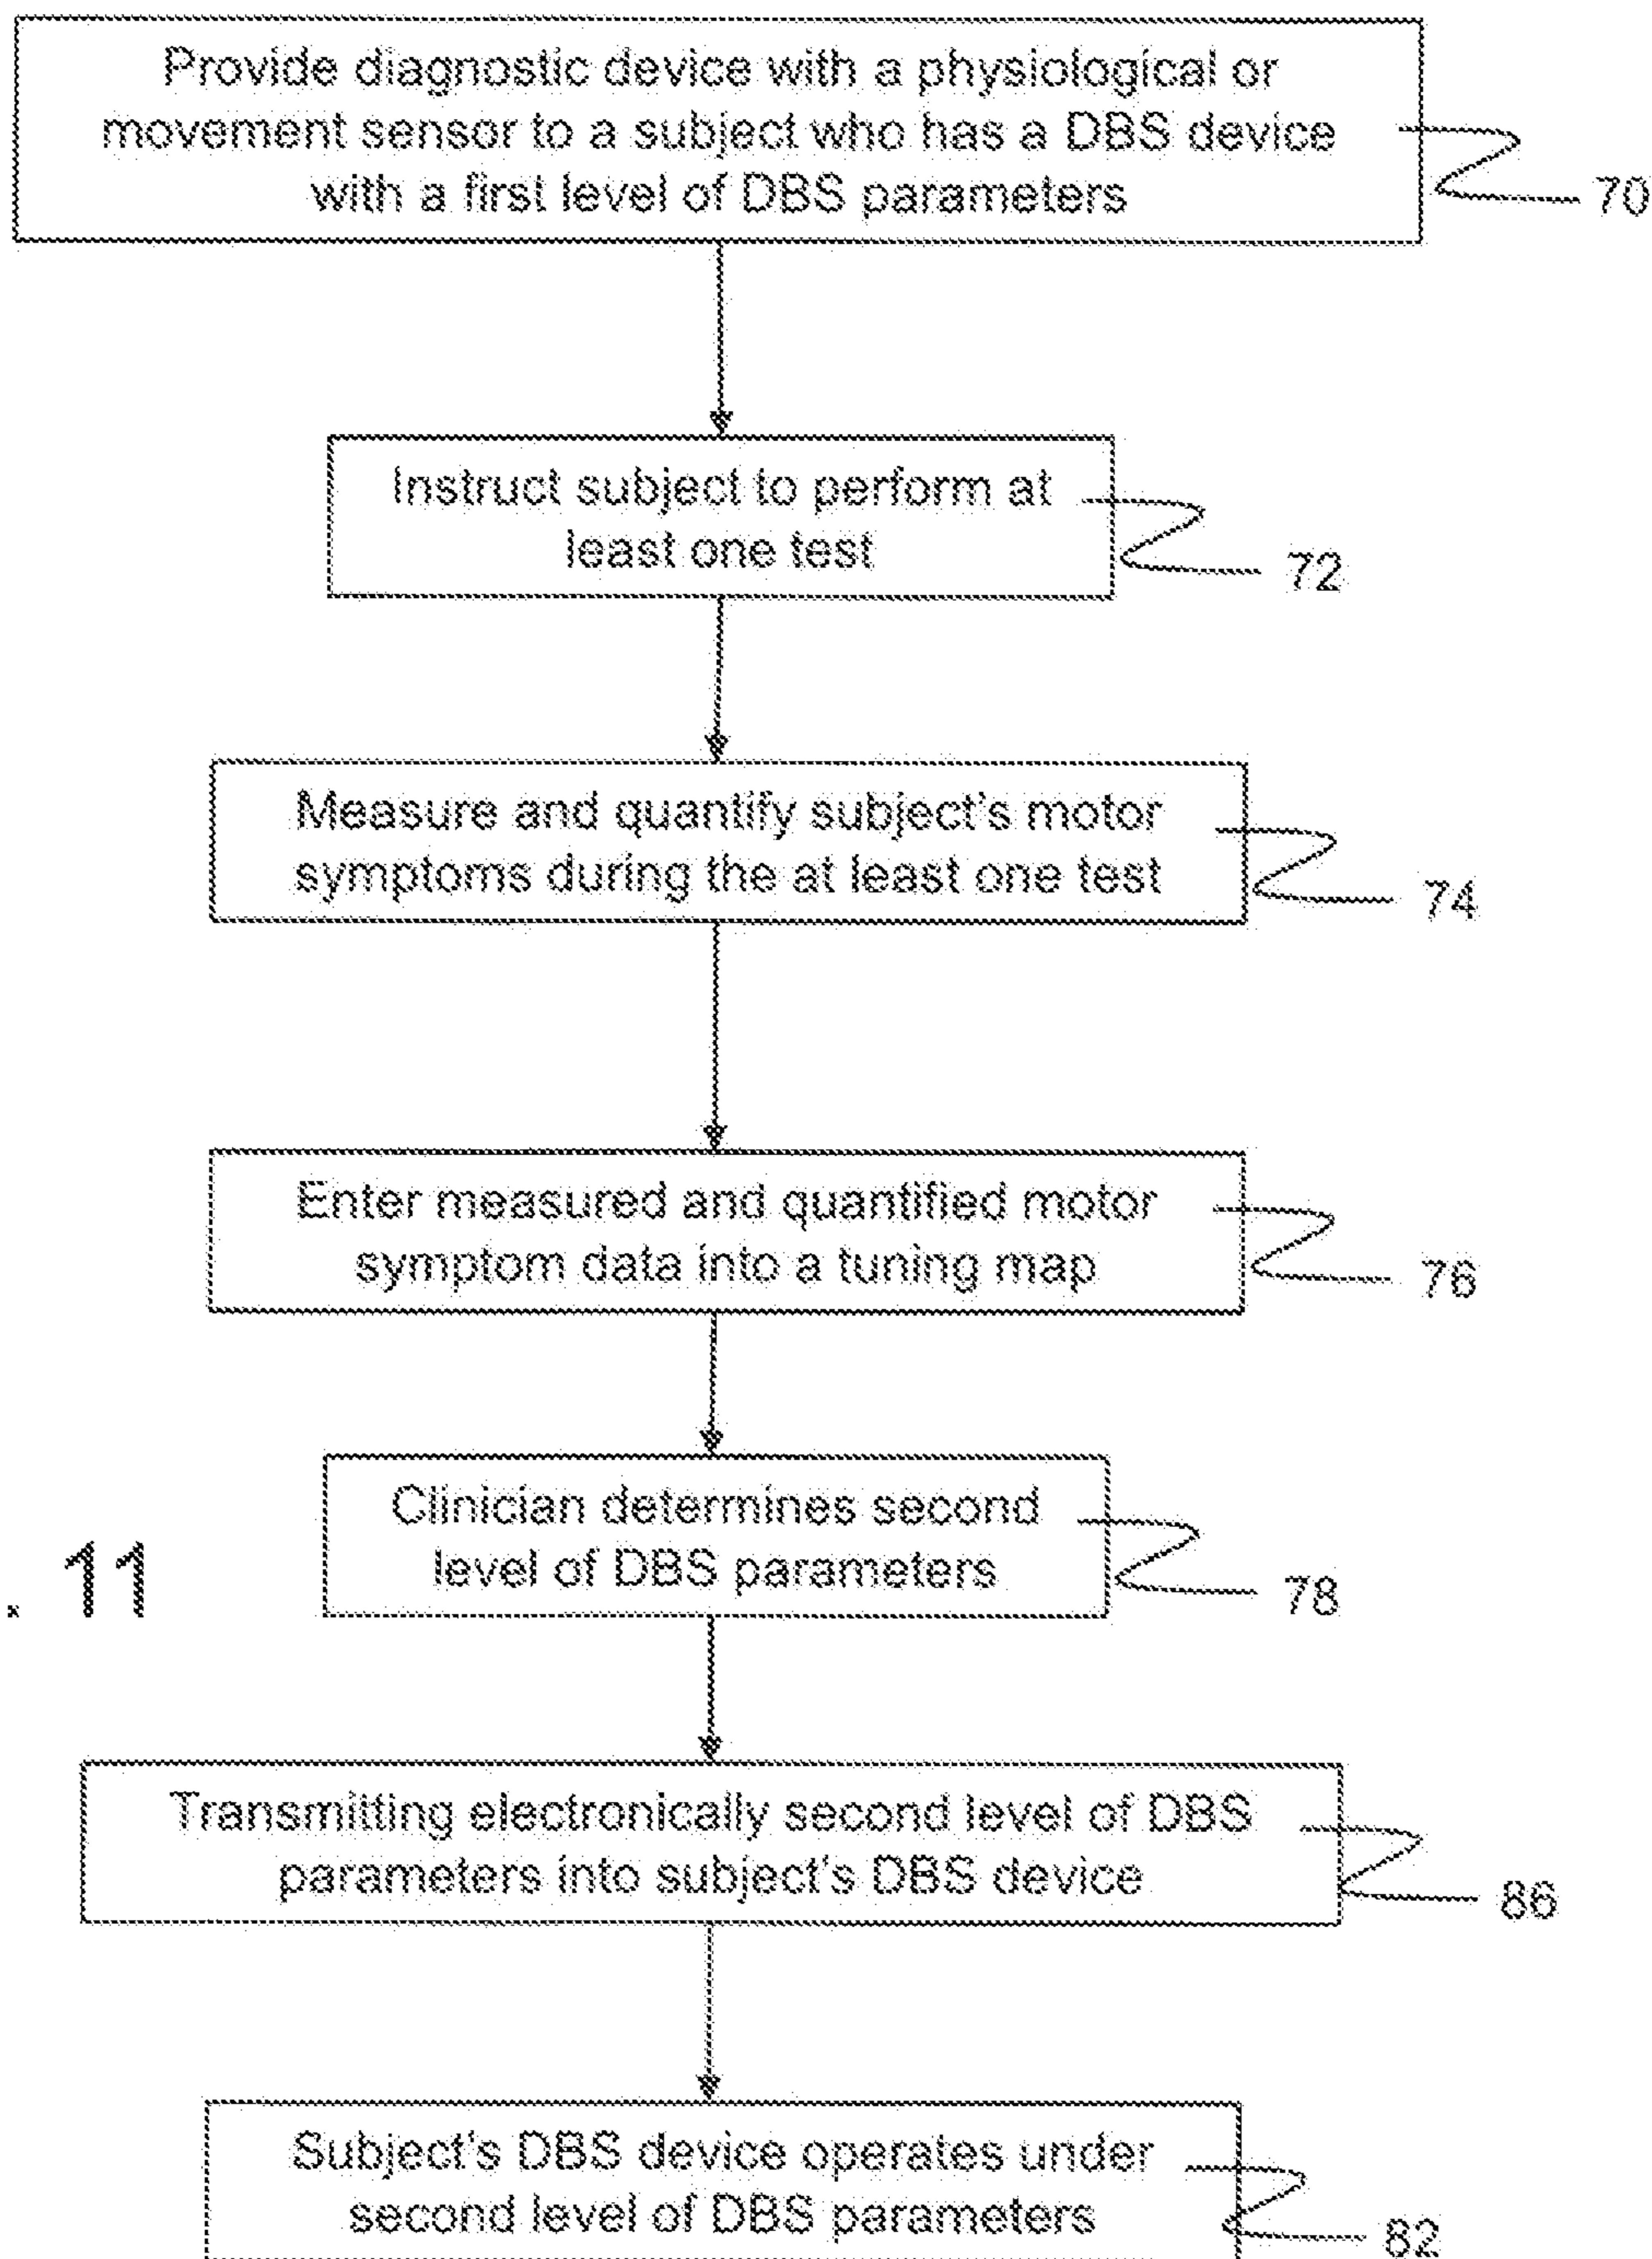 Provide diagnostic device with a physiological or
movement sensor to a subject who has a DBS device
with a first level of DBS parameters
70
Instruct subject to perform at
least one test
72
Measure and quantify subject's motor
symptoms during the at least one test
74
Enter measured and quantified motor
symptom data into a tuning map
76
Clinician determines second
level of DBS parameters
78
. 11
Transmitting electronically second level of DBS
parameters into subject's DBS device
86
Subject's DBS device operates under
second level of DBS parameters
82